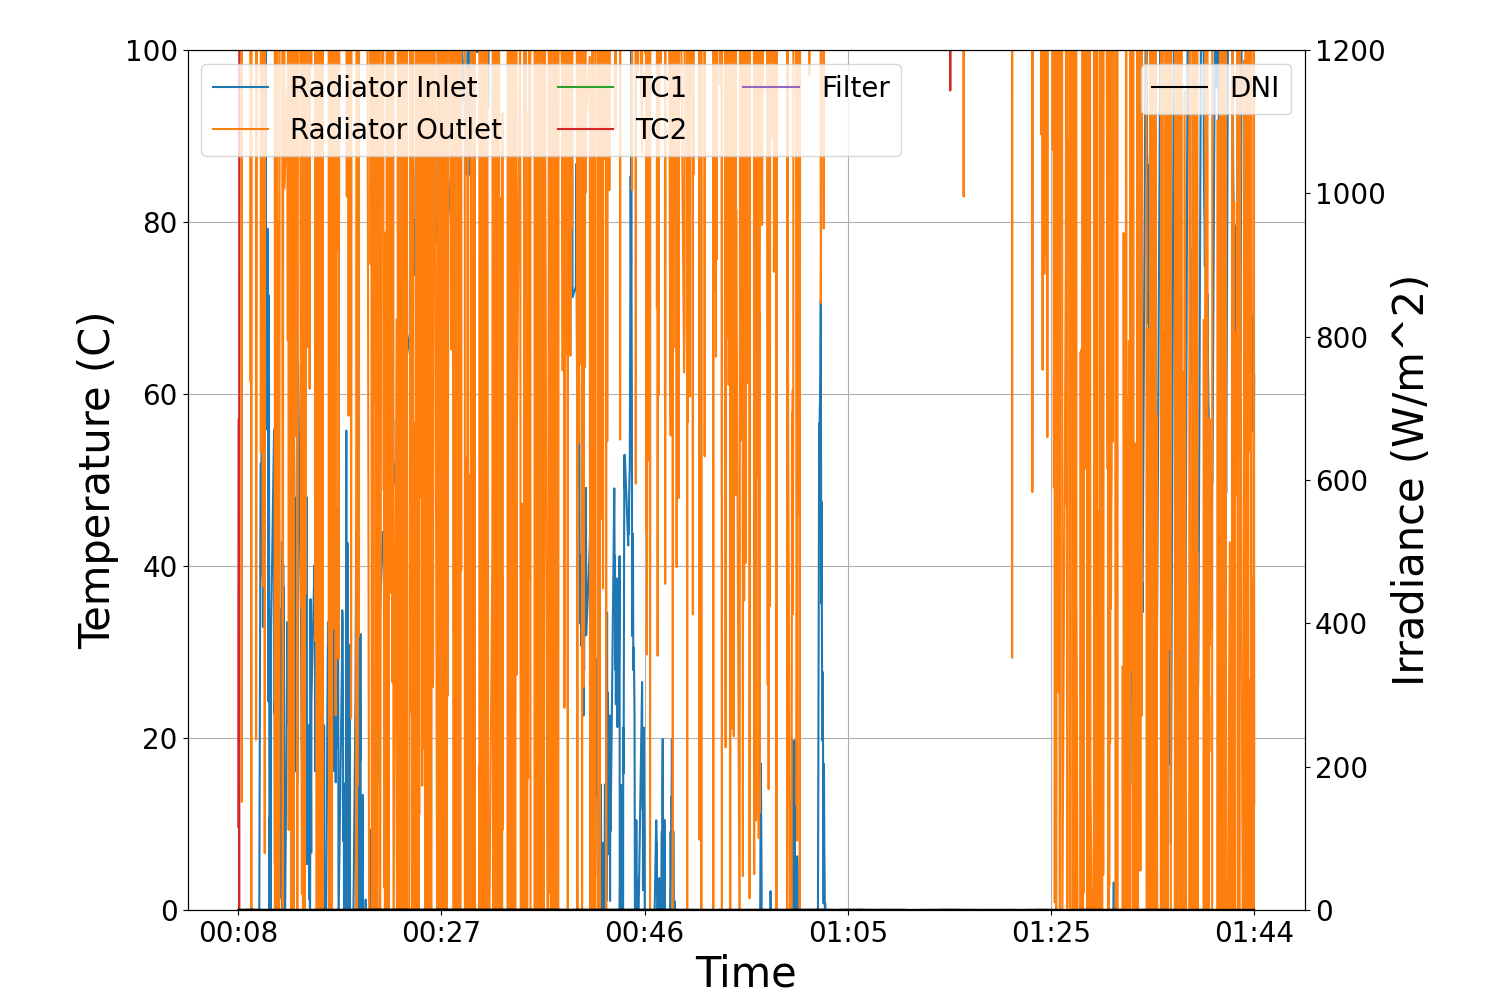 100
80
60
40
20
0
Temperature (C)
Radiator Inlet
Radiator Outlet
TC1
TC2
Filter
DNI
1200
1000
800
600
400
200
0
Irradiance (W/m^2)
00:08
00:27
00:46
01:05
01:25
01:44
Time